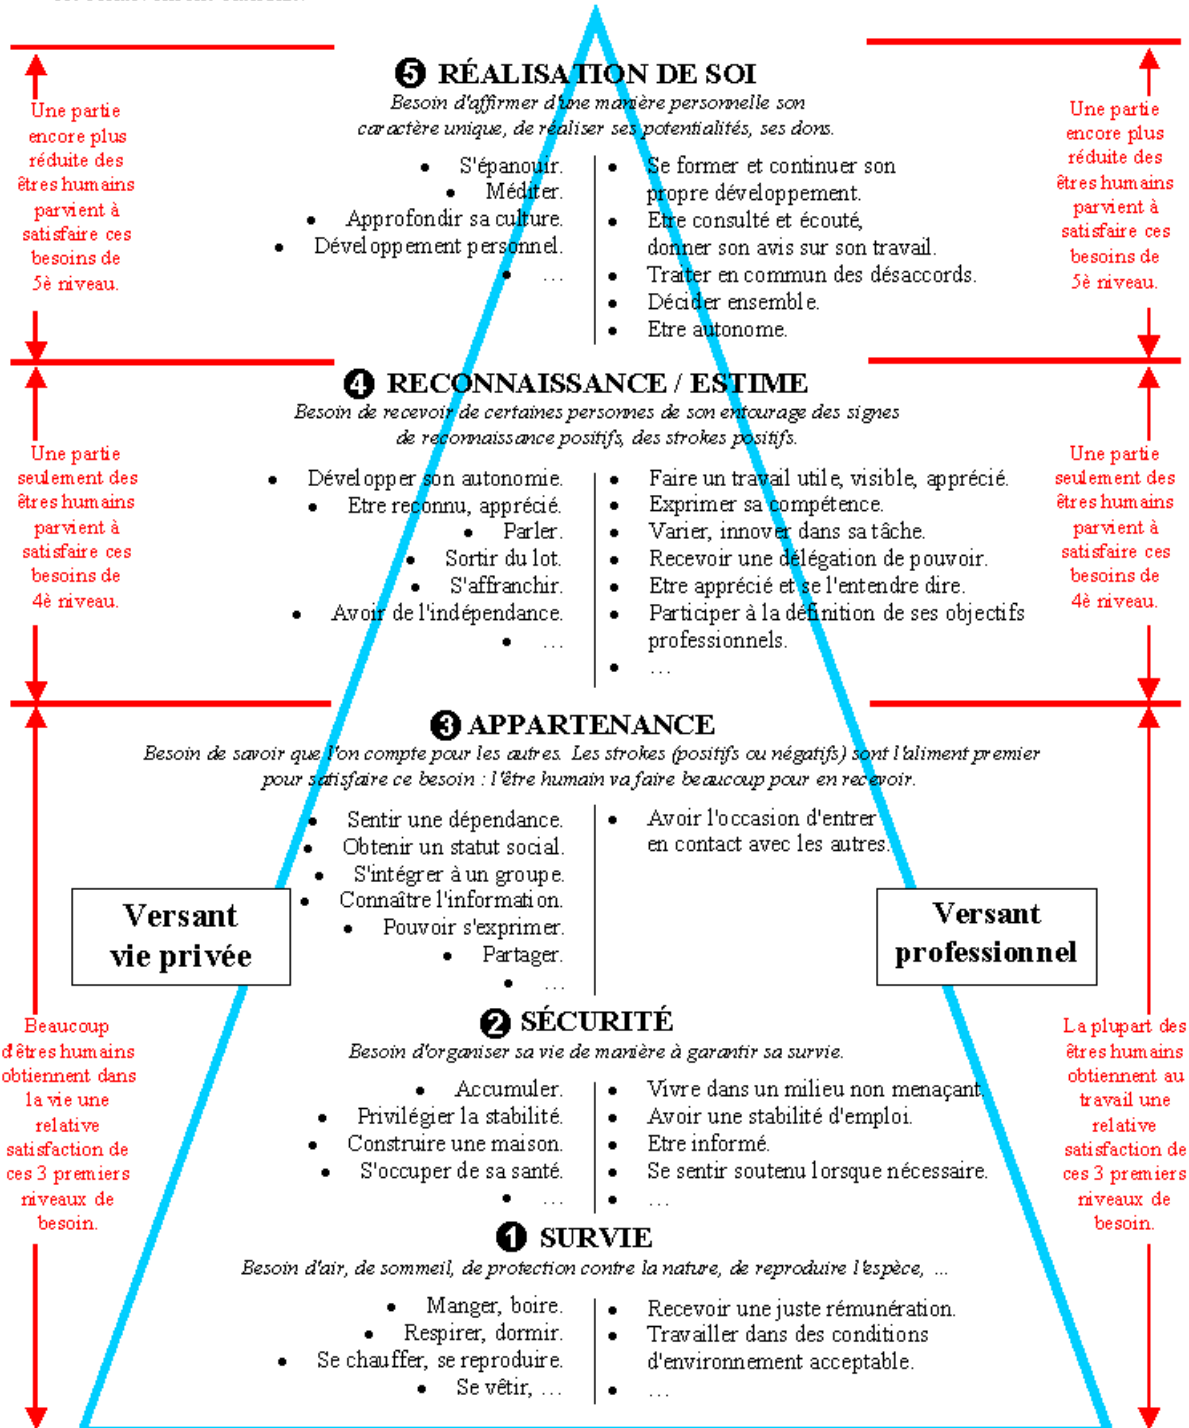 ❺ RÉALISATION DE SOI
Besoin d'affirmer d'une manière personnelle son
caractère unique, de réaliser ses potentialités, ses dons.
Une partie
encore plus
réduite des
êtres humains
parvient à
satisfaire ces
besoins de
5è niveau.
• S'épanouir.
• Méditer.
• Approfondir sa culture.
• Développement personnel.
• ...
• Se former et continuer son
propre développement.
• Etre consulté et écouté,
donner son avis sur son travail.
• Traiter en commun des désaccords.
• Décider ensemble.
• Etre autonome.
Une partie
encore plus
réduite des
êtres humains
parvient à
satisfaire ces
besoins de
5è niveau.
❹ RECONNAISSANCE / ESTIME
Besoin de recevoir de certaines personnes de son entourage des signes
de reconnaissance positifs, des strokes positifs.
Une partie
seulement des
êtres humains
parvient à
satisfaire ces
besoins de
4è niveau.
• Développer son autonomie.
• Etre reconnu, apprécié.
• Parler.
• Sortir du lot.
• S'affranchir.
• Avoir de l'indépendance.
• ...
• Faire un travail utile, visible, apprécié.
• Exprimer sa compétence.
• Varier, innover dans sa tâche.
• Recevoir une délégation de pouvoir.
• Etre apprécié et se l'entendre dire.
• Participer à la définition de ses objectifs
professionnels.
• ...
Une partie
seulement des
êtres humains
parvient à
satisfaire ces
besoins de
4è niveau.
❸ APPARTENANCE
Besoin de savoir que l'on compte pour les autres. Les strokes (positifs ou négatifs) sont l'aliment premier
pour satisfaire ce besoin : l'être humain va faire beaucoup pour en recevoir.
• Sentir une dépendance.
• Obtenir un statut social.
• S'intégrer à un groupe.
• Connaître l'information.
• Pouvoir s'exprimer.
• Partager.
• ...
• Avoir l'occasion d'entrer
en contact avec les autres.
Versant
vie privée
Versant
professionnel
❷ SÉCURITÉ
Besoin d'organiser sa vie de manière à garantir sa survie.
Beaucoup
d'êtres humains
obtiennent dans
la vie une
relative
satisfaction de
ces 3 premiers
niveaux de
besoin.
• Accumuler.
• Privilégier la stabilité.
• Construire une maison.
• S'occuper de sa santé.
• ...
• Vivre dans un milieu non menaçant.
• Avoir une stabilité d'emploi.
• Etre informé.
• Se sentir soutenu lorsque nécessaire.
• ...
La plupart des
êtres humains
obtiennent au
travail une
relative
satisfaction de
ces 3 premiers
niveaux de
besoin.
❶ SURVIE
Besoin d'air, de sommeil, de protection contre la nature, de reproduire l'espèce, ...
• Manger, boire.
• Respirer, dormir.
• Se chauffer, se reproduire.
• Se vêtir, ...
• Recevoir une juste rémunération.
• Travailler dans des conditions
d'environnement acceptable.
• ...